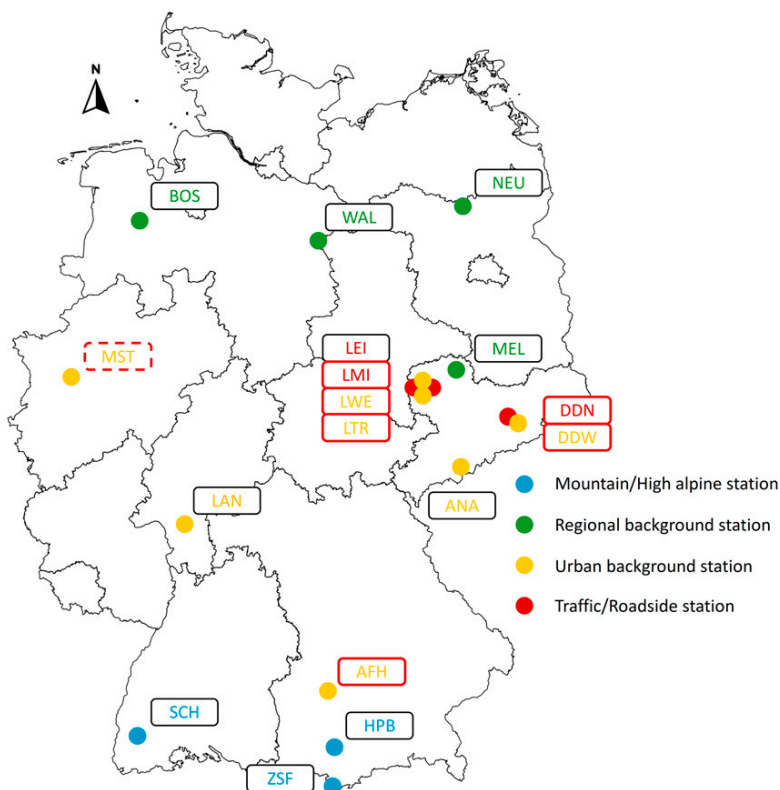 N
BOS
NEU
WAL
MST
LEI
MEL
LMI
LWE
LTR
DDN
DDW
LAN
ANA
Mountain/High alpine station
Regional background station
Urban background station
Traffic/Roadside station
AFH
SCH
HPB
ZSF